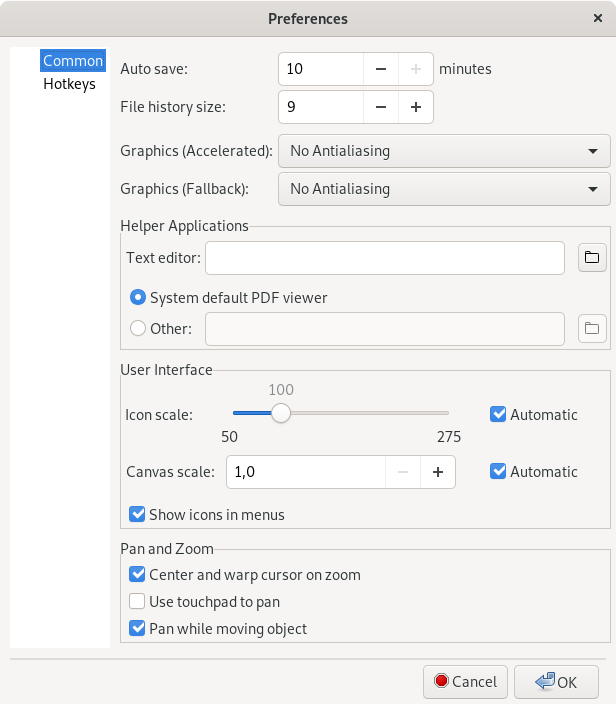 Preferences
Common
Hotkeys
Auto save: 10 minutes
File history size: 9
Graphics (Accelerated): No Antialiasing
Graphics (Fallback): No Antialiasing
Helper Applications
Text editor:
System default PDF viewer
Other:
User Interface
100
Icon scale: Automatic
50 275
Canvas scale: 1,0 Automatic
Show icons in menus
Pan and Zoom
Center and warp cursor on zoom
Use touchpad to pan
Pan while moving object
Cancel OK